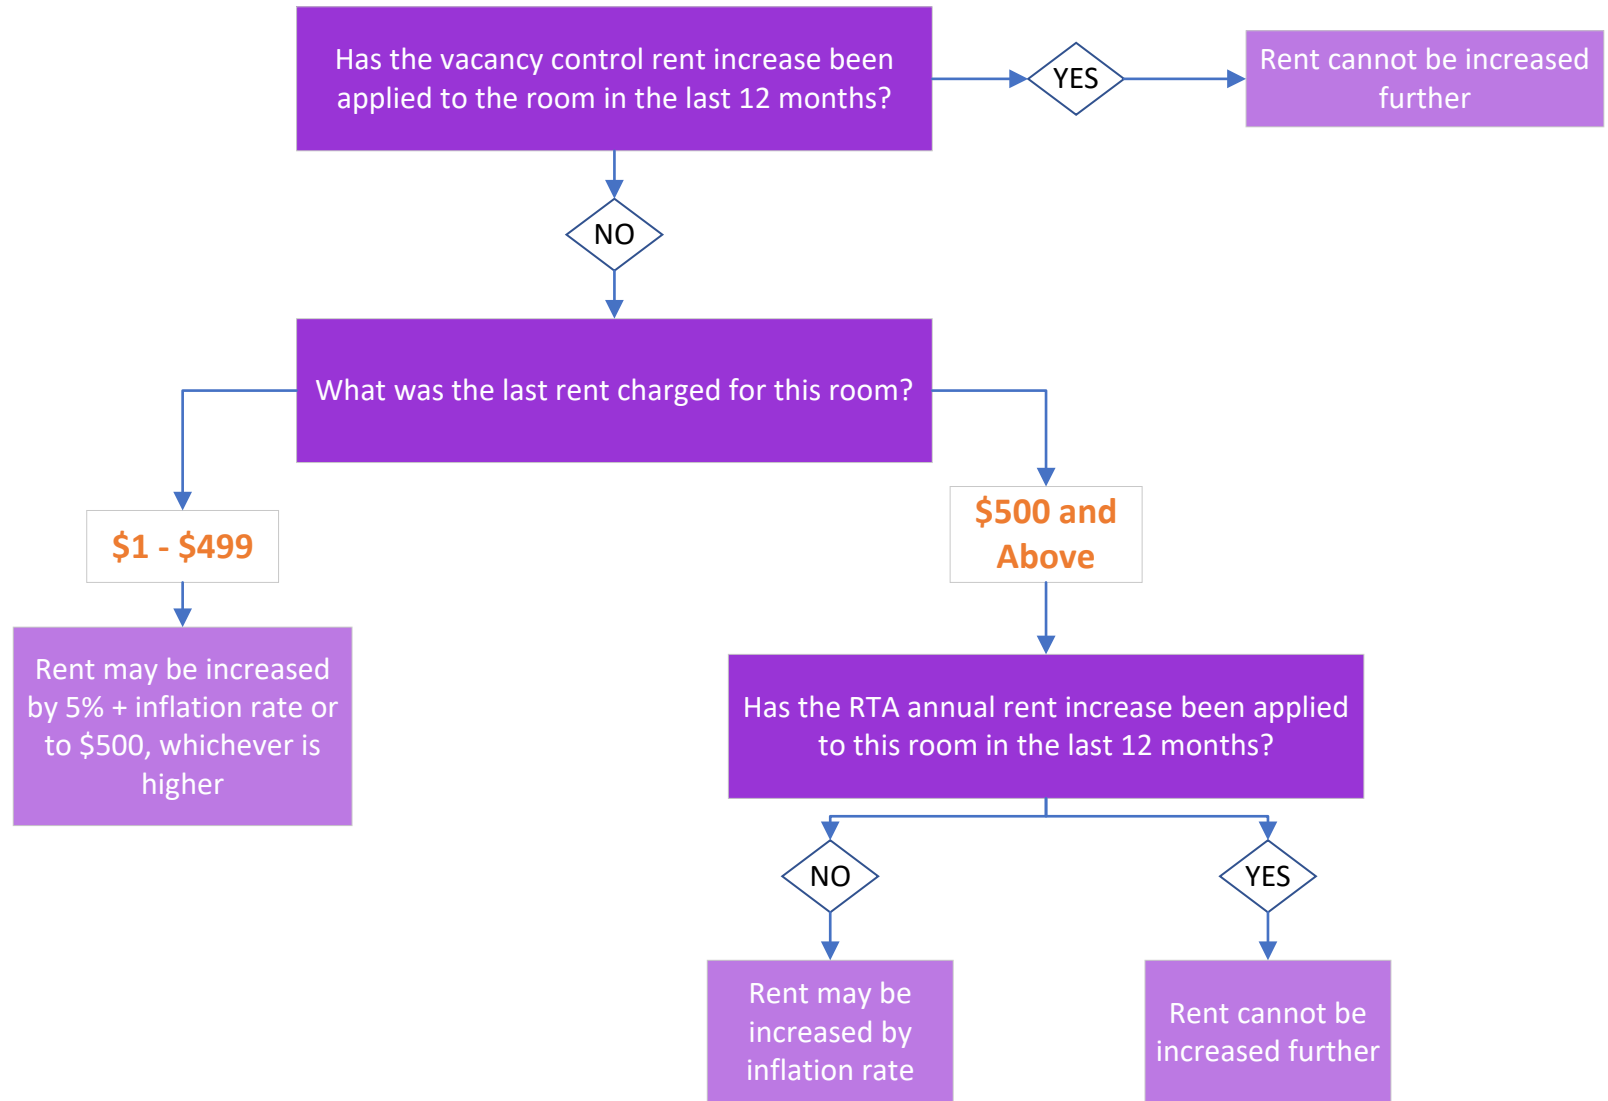 Has the vacancy control rent increase been
applied to the room in the last 12 months?
YES
Rent cannot be increased
further
NO
What was the last rent charged for this room?
$1 - $499
$500 and
Above
Rent may be increased
by 5% + inflation rate or
to $500, whichever is
higher
Has the RTA annual rent increase been applied
to this room in the last 12 months?
NO
YES
Rent may be
increased by
inflation rate
Rent cannot be
increased further